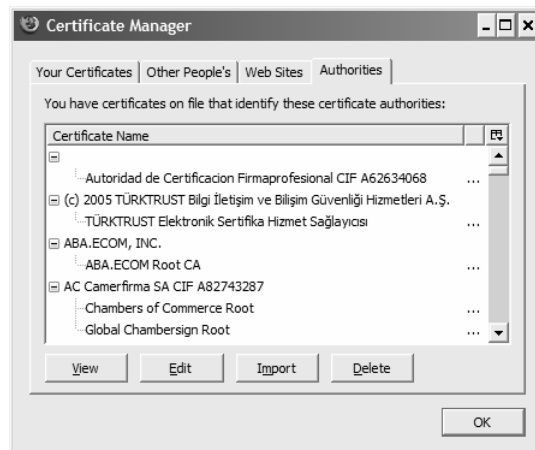 Certificate Manager
Your Certificates Other People's Web Sites Authorities
You have certificates on file that identify these certificate authorities:
Certificate Name
Autoridad de Certificacion Firmaprofesional CIF A62634068 ...
(c) 2005 TÜRKTRUST Bilgi İletişim ve Bilişim Güvenliği Hizmetleri A.Ş.
TÜRKTRUST Elektronik Sertifika Hizmet Sağlayıcısı ...
ABA.ECOM, INC.
ABA.ECOM Root CA ...
AC Camerfirma SA CIF A82743287
Chambers of Commerce Root ...
Global Chambersign Root ...
View Edit Import Delete
OK